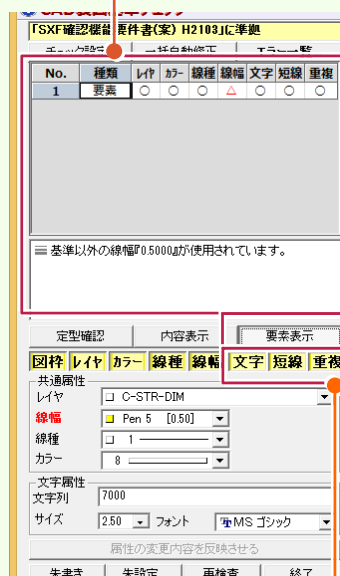 「SXF確認機能要件書(案) H2103」に準拠
一括自動修正 エラー一覧
No. 種類 ﾚｲﾔ ｶﾗｰ 線種 線幅 文字 短線 重複
1 要素 ○ ○ ○ △ ○ ○ ○
基準以外の線幅『0.5000』が使用されています。
定型確認 内容表示 要素表示
図枠 レイヤ カラー 線種 線幅 文字 短線 重複
共通属性
レイヤ C-STR-DIM
線幅 Pen 5 [0.50]
線種 1
カラー 8
文字属性
文字列 7000
サイズ 2.50 フォント MS ゴシック
属性の変更内容を反映させる
朱書き 朱設定 再検査 終了